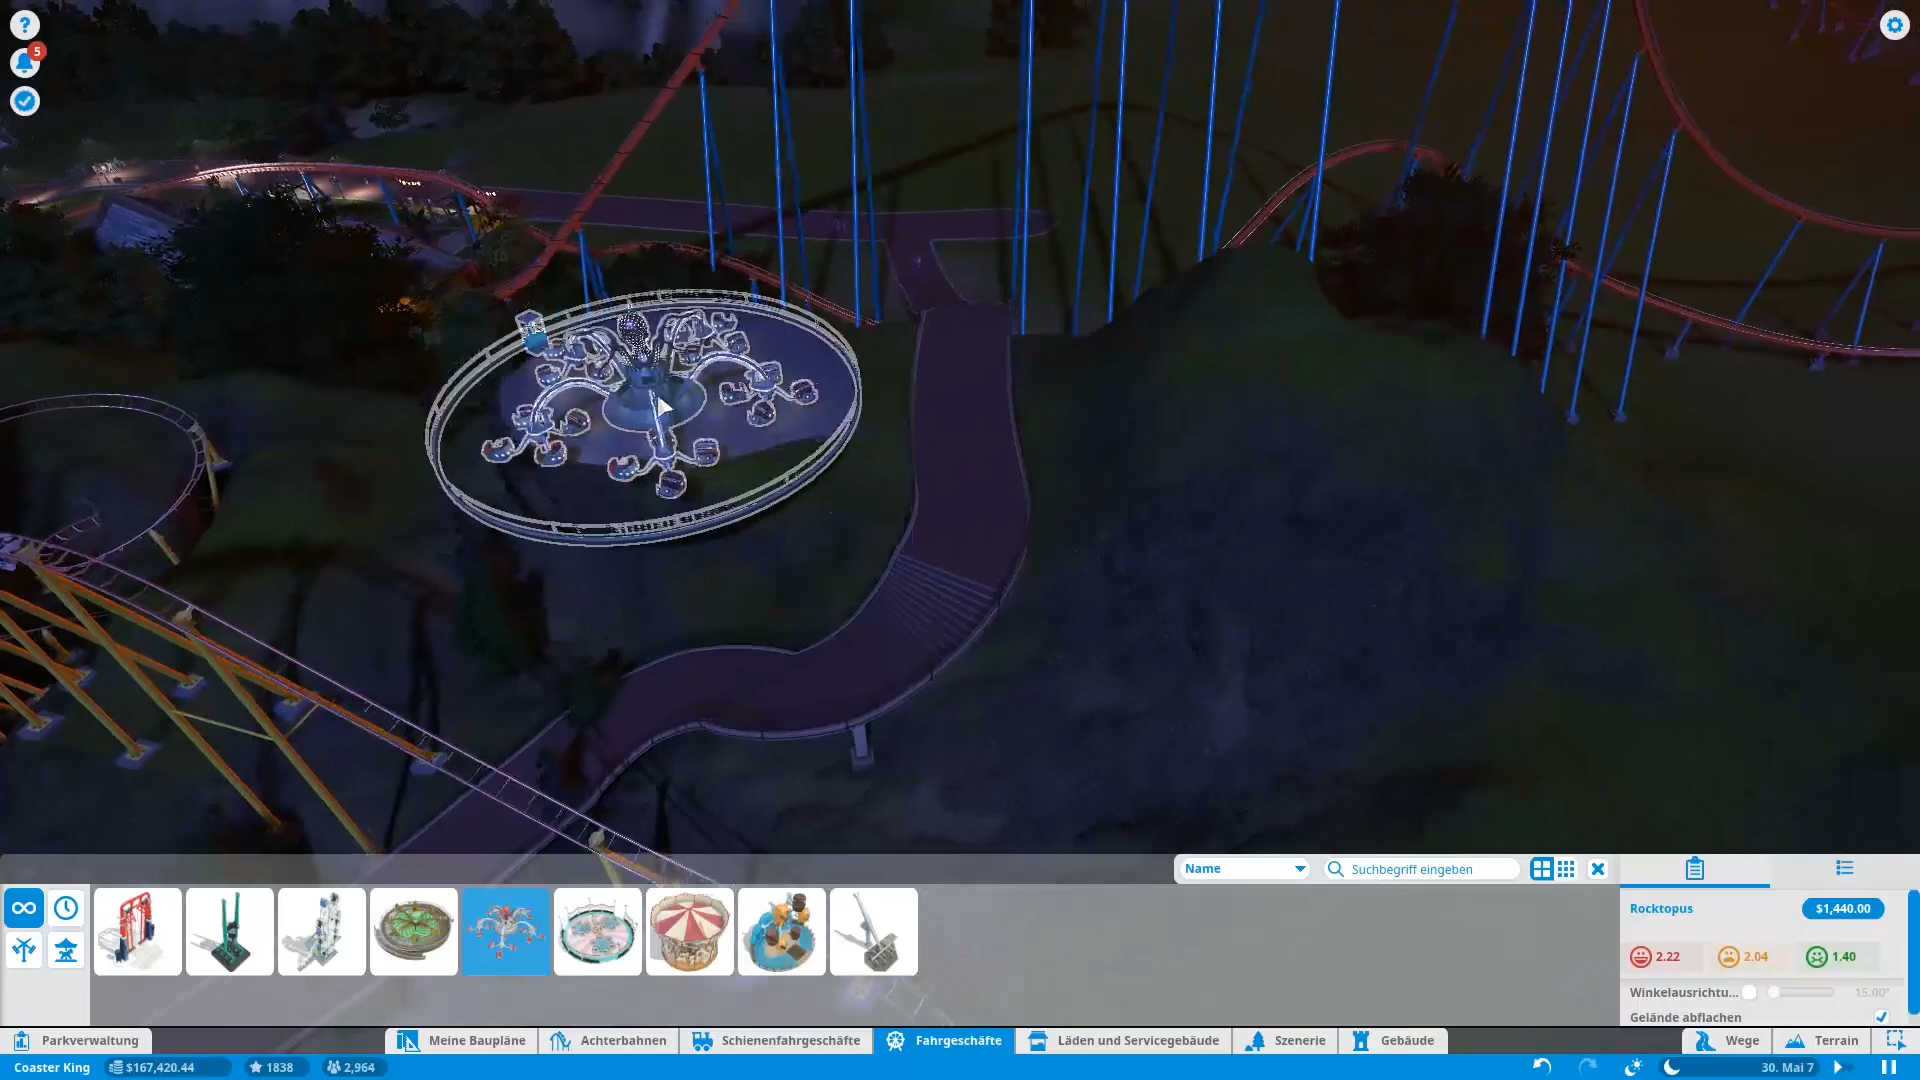 ?
5
Name
Suchbegriff eingeben
Rocktopus
$1,440.00
2.22
2.04
1.40
Winkelausrichtu...
15.00°
Gelände abflachen
Parkverwaltung
Meine Baupläne
Achterbahnen
Schienenfahrgeschäfte
Fahrgeschäfte
Läden und Servicegebäude
Szenerie
Gebäude
Wege
Terrain
Coaster King
$167,420.44
1838
2,964
30. Mai 7